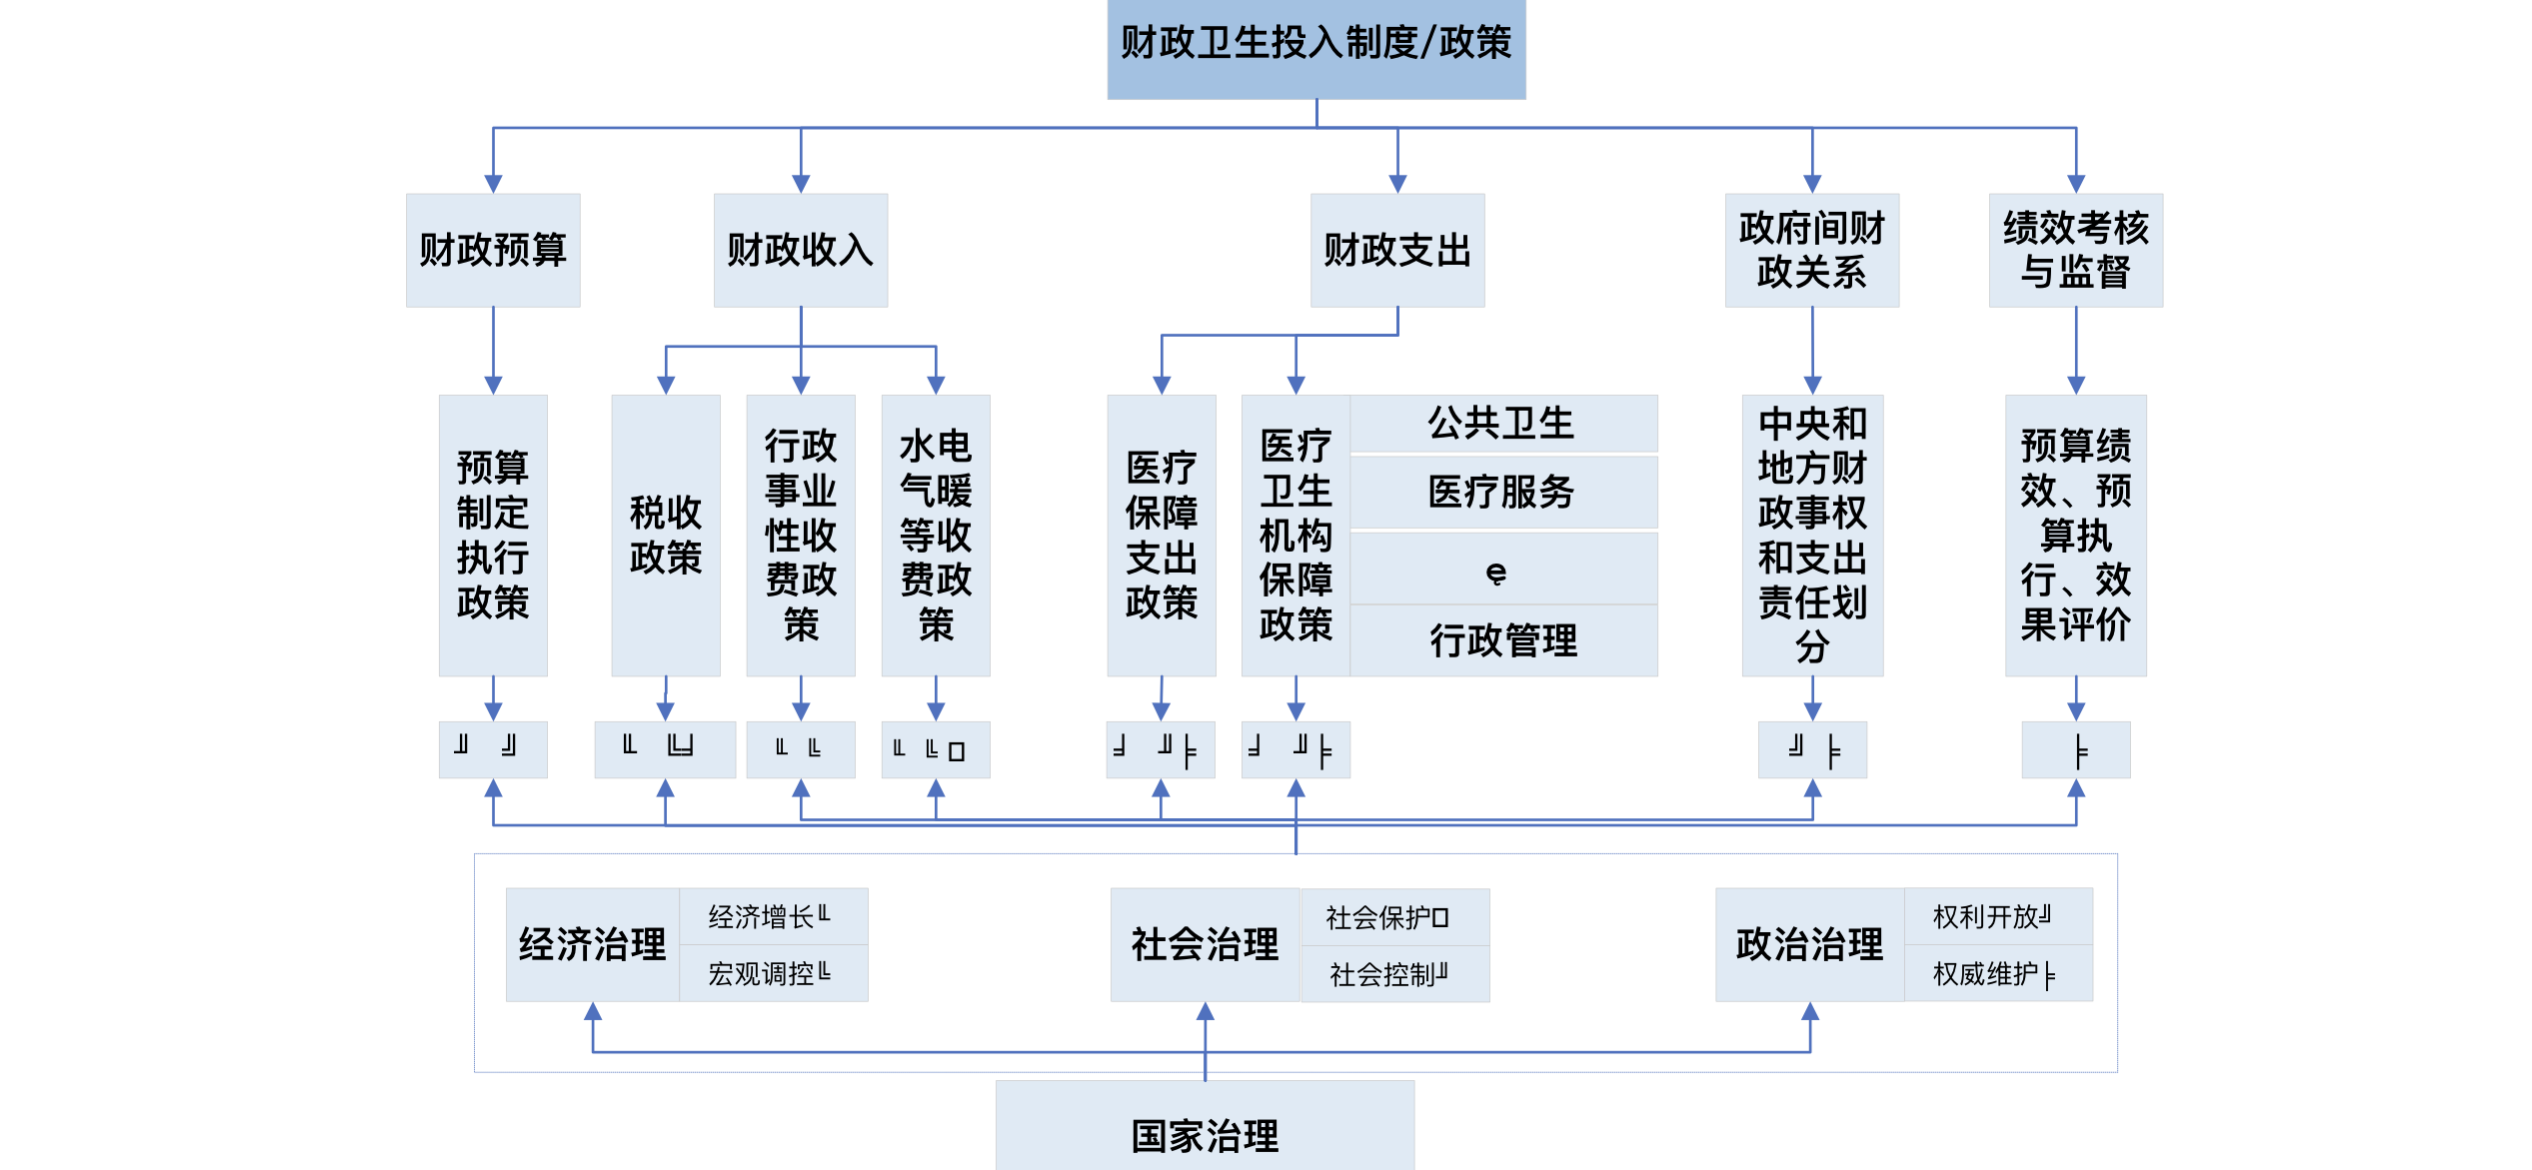 财政卫生投入制度/政策
财政预算
财政收入
财政支出
政府间财
政关系
绩效考核
与监督
预算
制定
执行
政策
税收
政策
行政
事业
性收
费政
策
水电
气暖
等收
费政
策
医疗
保障
支出
政策
医疗
卫生
机构
保障
政策
公共卫生
医疗服务
ę
行政管理
中央和
地方财
政事权
和支出
责任划
分
预算绩
效、预
算执
行、效
果评价
╜ ╝
╙ ╚╛
╙ ╚
╙ ╚□
╛ ╜╞
╛ ╜╞
╝╞
╞
经济治理
经济增长╙
宏观调控╚
社会治理
社会保护□
社会控制╜
政治治理
权利开放╝
权威维护╞
国家治理